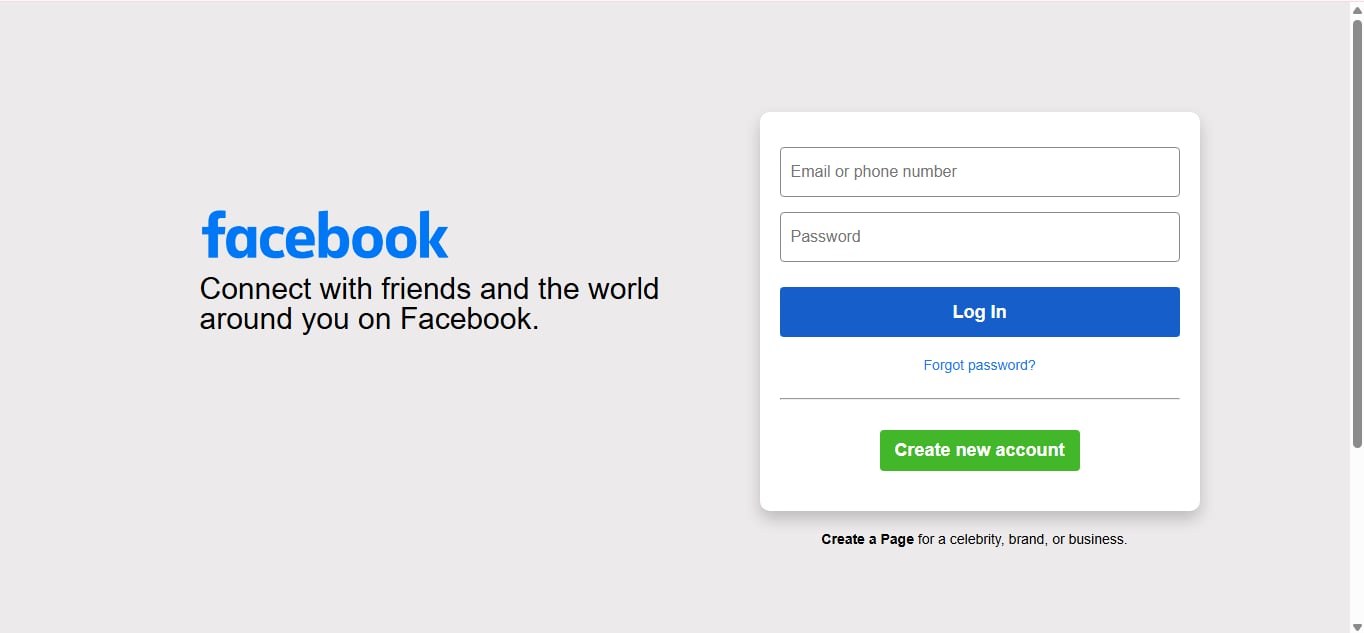 facebook
Connect with friends and the world
around you on Facebook.
Email or phone number
Password
Log In
Forgot password?
Create new account
Create a Page for a celebrity, brand, or business.